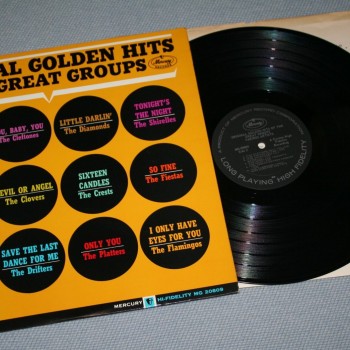 AL GOLDEN HITS
GREAT GROUPS
Mercury
U, BABY, YOU
The Cleftones
LITTLE DARLIN'
The Diamonds
TONIGHT'S
THE NIGHT
The Shirelles
EVIL OR ANGEL
The Clovers
SIXTEEN
CANDLES
The Crests
SO FINE
The Fiestas
SAVE THE LAST
DANCE FOR ME
The Drifters
ONLY YOU
The Platters
I ONLY HAVE
EYES FOR YOU
The Flamingos
MERCURY
HI-FIDELITY MG 20809
Mercury
LONG PLAYING HIGH FIDELITY